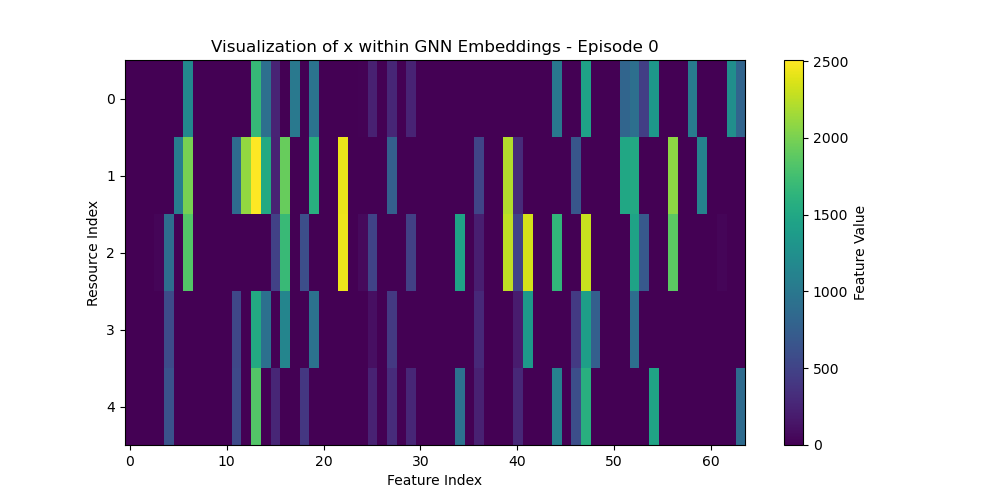 Visualization of x within GNN Embeddings - Episode 0
Resource Index
0
1
2
3
4
0 10 20 30 40 50 60
Feature Index
2500
2000
1500
1000
500
0
Feature Value